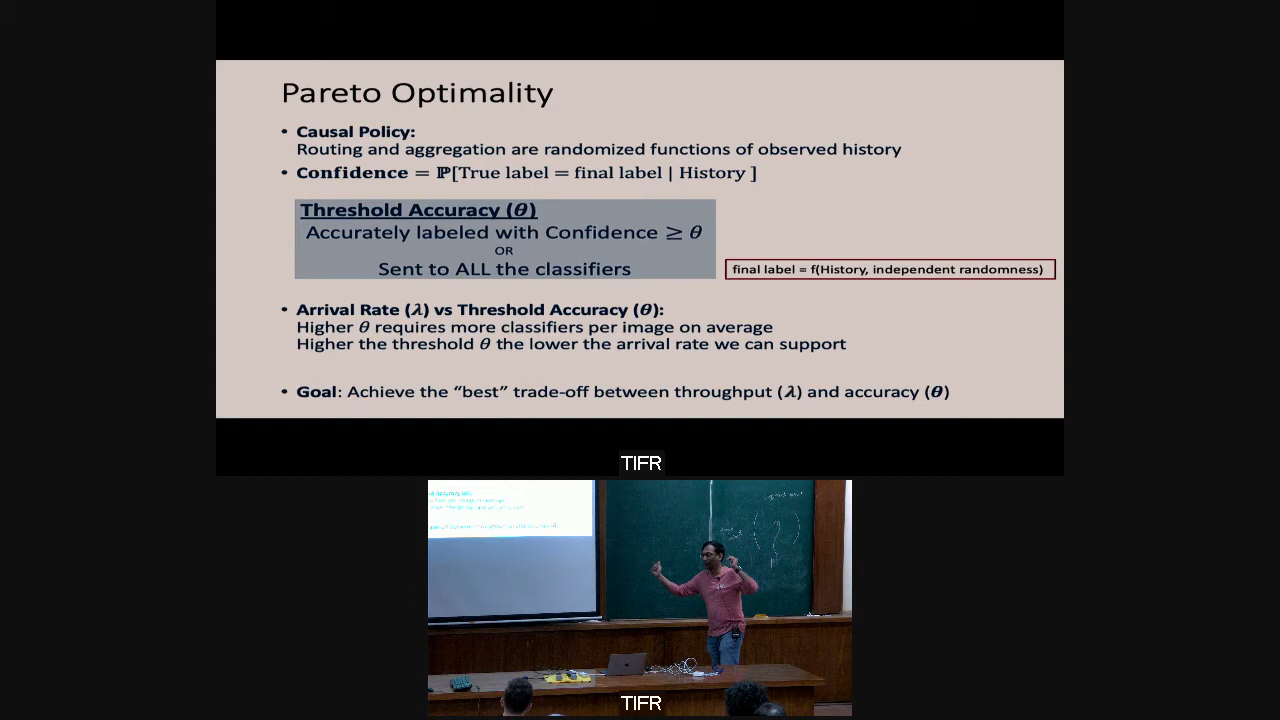 Pareto Optimality
• Causal Policy:
Routing and aggregation are randomized functions of observed history
• Confidence = ℙ[True label = final label | History ]
Threshold Accuracy (θ)
Accurately labeled with Confidence ≥ θ
OR
Sent to ALL the classifiers
final label = f(History, independent randomness)
• Arrival Rate (λ) vs Threshold Accuracy (θ):
Higher θ requires more classifiers per image on average
Higher the threshold θ the lower the arrival rate we can support
• Goal: Achieve the “best” trade-off between throughput (λ) and accuracy (θ)
TIFR
TIFR